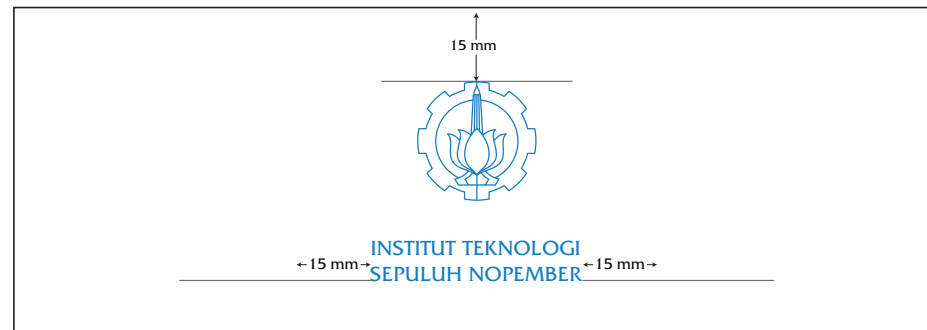 15 mm
INSTITUT TEKNOLOGI
15 mm SEPULUH NOPEMBER 15 mm